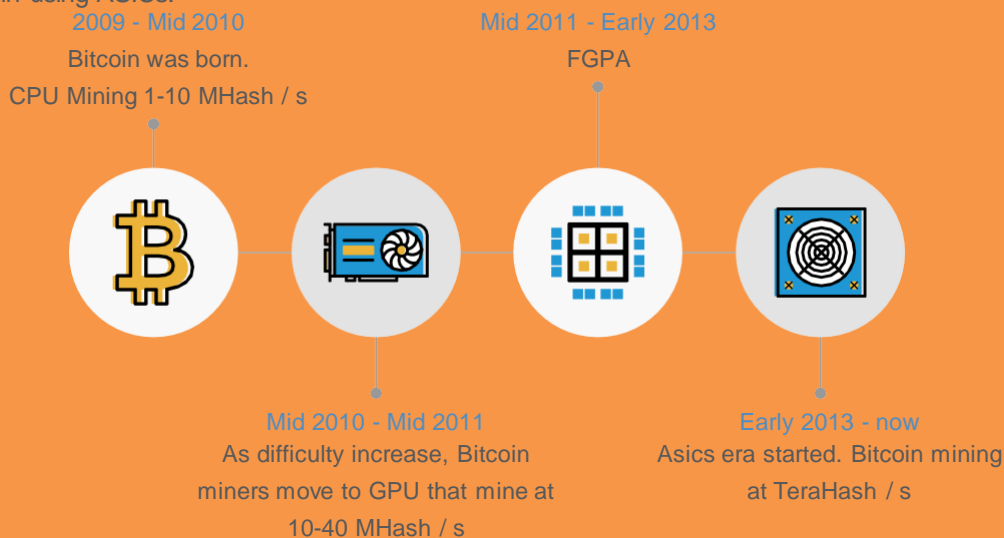 using ASICs.
2009 - Mid 2010
Bitcoin was born.
CPU Mining 1-10 MHash / s
Mid 2011 - Early 2013
FGPA
Mid 2010 - Mid 2011
As difficulty increase, Bitcoin
miners move to GPU that mine at
10-40 MHash / s
Early 2013 - now
Asics era started. Bitcoin mining
at TeraHash / s